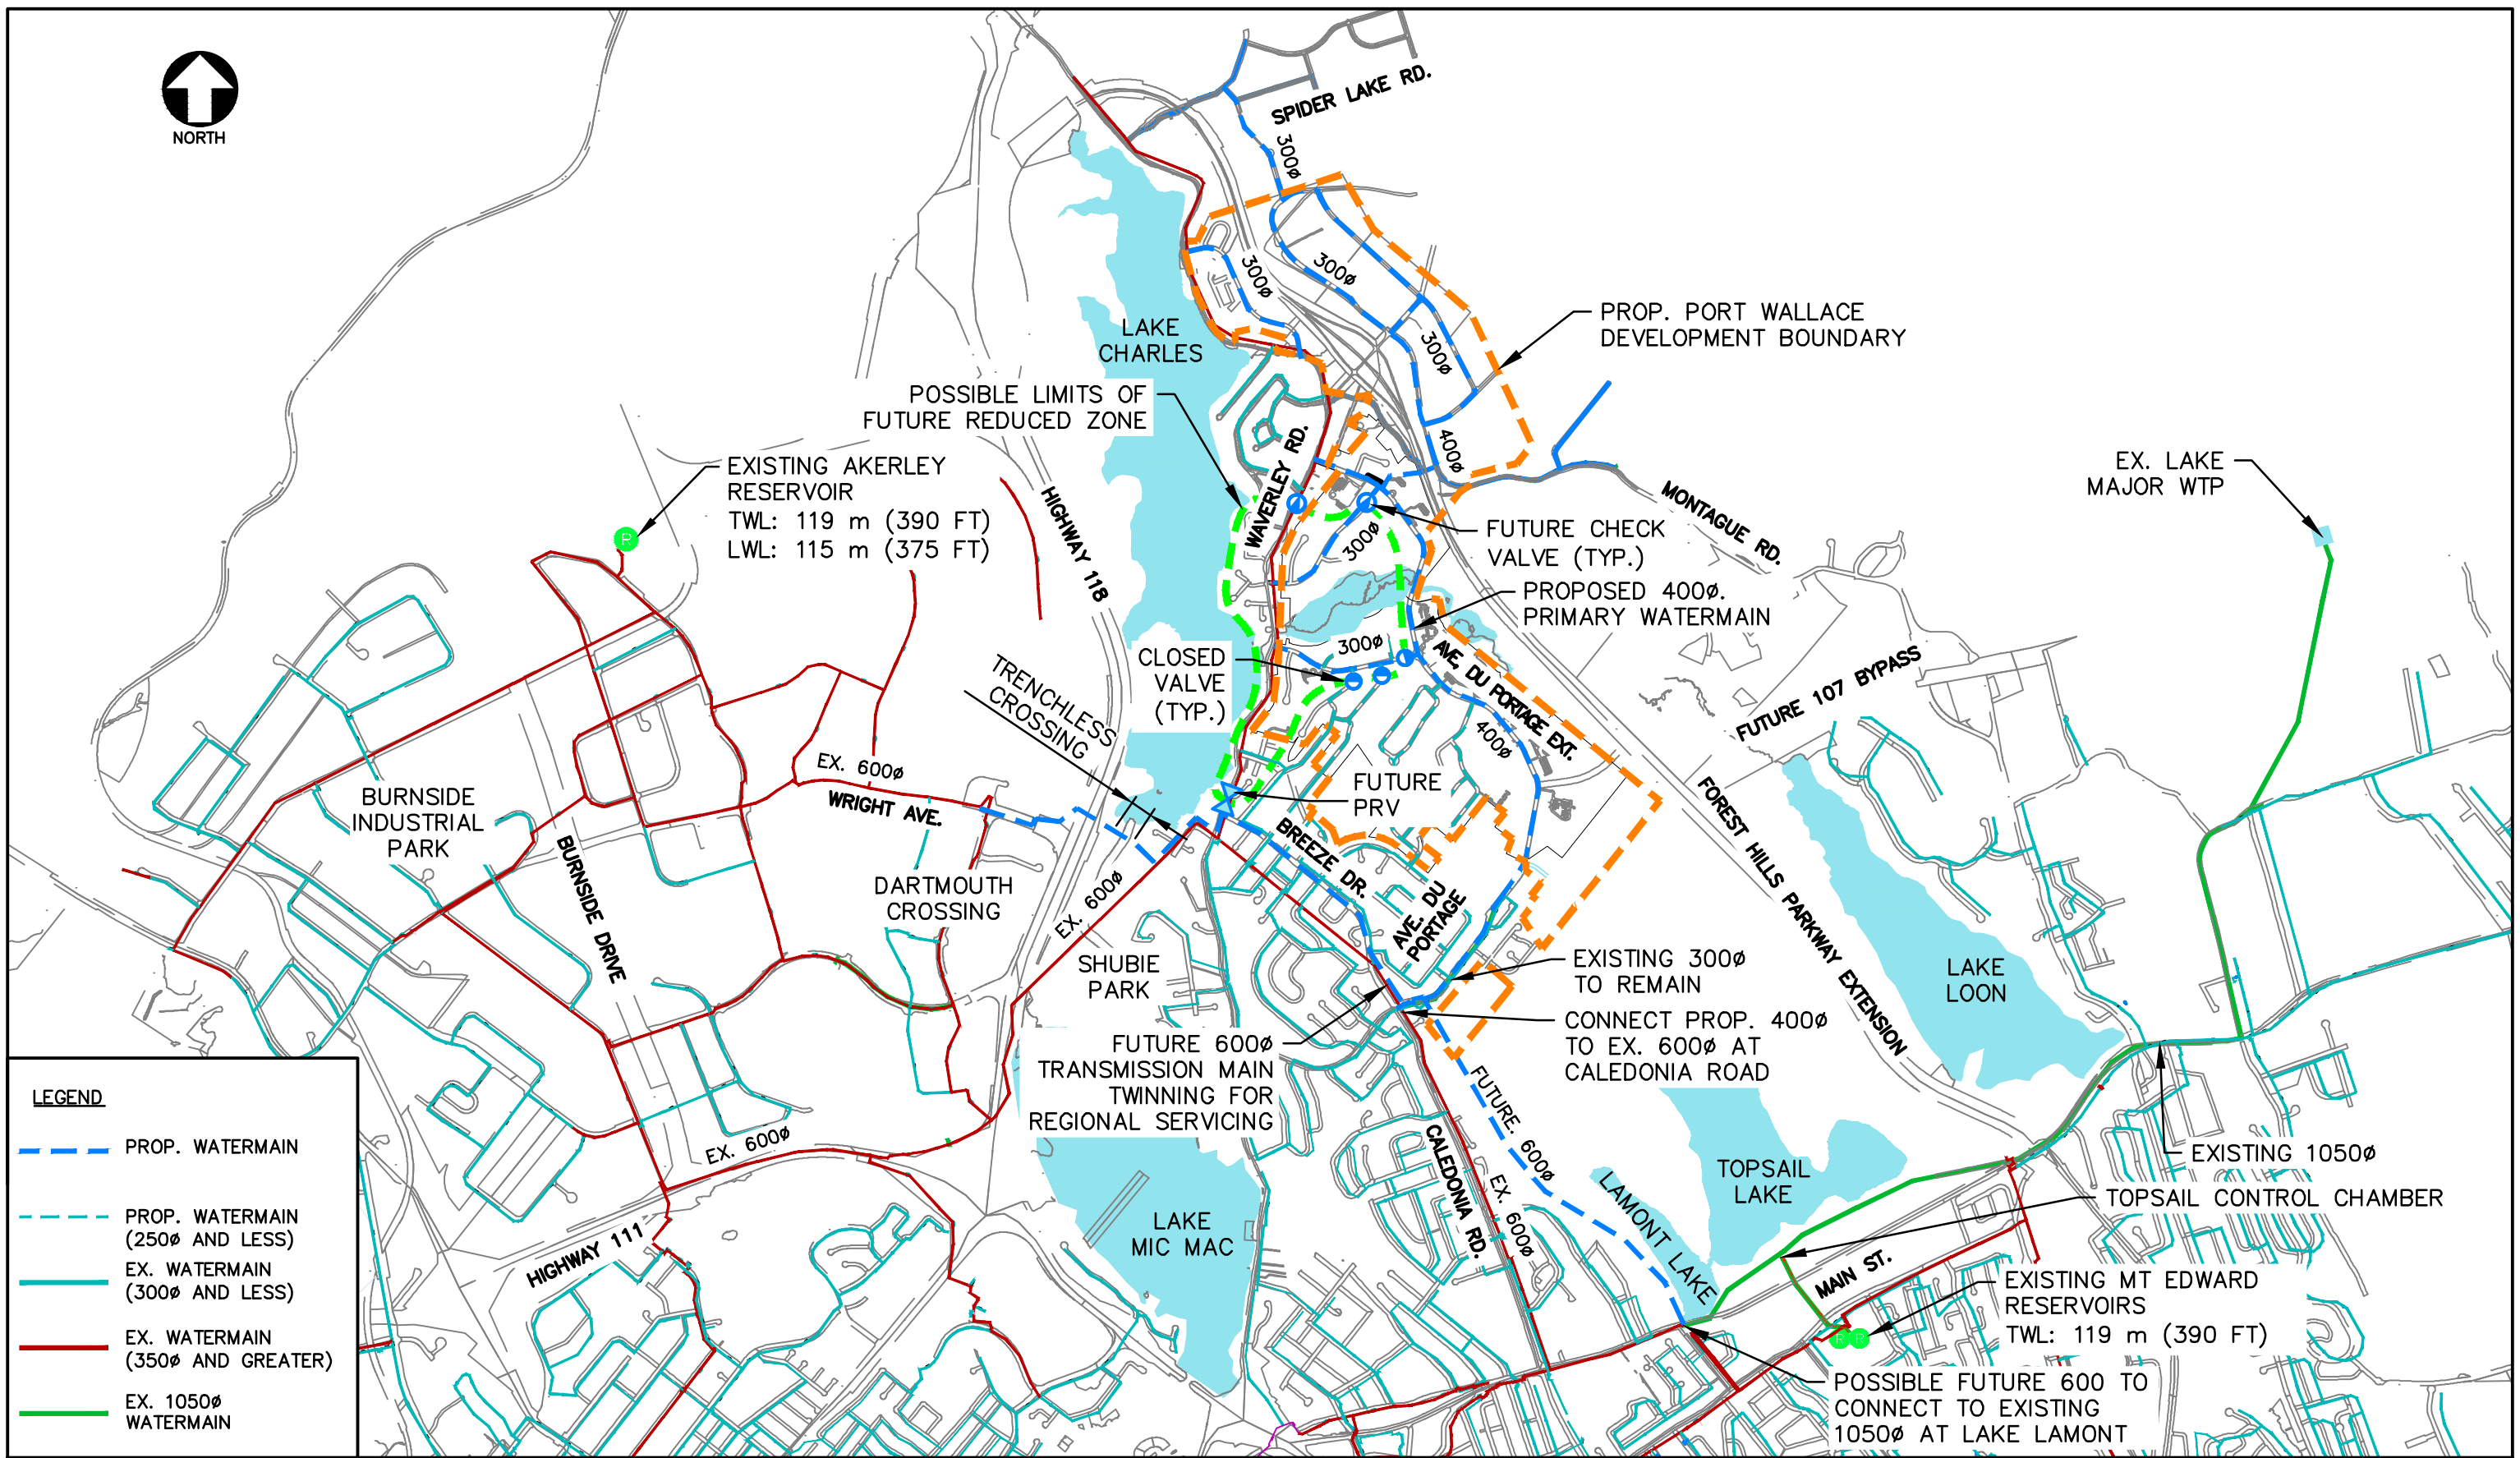 NORTH
SPIDER LAKE RD.
300ø
300ø
300ø
300ø
400ø
PROP. PORT WALLACE
DEVELOPMENT BOUNDARY
LAKE
CHARLES
POSSIBLE LIMITS OF
FUTURE REDUCED ZONE
WAVERLEY RD.
EXISTING AKERLEY
RESERVOIR
TWL: 119 m (390 FT)
LWL: 115 m (375 FT)
R
HIGHWAY 118
MONTAGUE RD.
EX. LAKE
MAJOR WTP
FUTURE CHECK
VALVE (TYP.)
300ø
PROPOSED 400ø.
PRIMARY WATERMAIN
300ø
CLOSED
VALVE
(TYP.)
AVE. DU PORTAGE EXT.
400ø
TRENCHLESS
CROSSING
FUTURE 107 BYPASS
EX. 600ø
WRIGHT AVE.
FUTURE
PRV
BURNSIDE
INDUSTRIAL
PARK
BURNSIDE DRIVE
BREEZE DR.
FOREST HILLS PARKWAY EXTENSION
DARTMOUTH
CROSSING
EX. 600ø
AVE. DU
PORTAGE
SHUBIE
PARK
EXISTING 300ø
TO REMAIN
LAKE
LOON
CONNECT PROP. 400ø
TO EX. 600ø AT
CALEDONIA ROAD
FUTURE 600ø
TRANSMISSION MAIN
TWINNING FOR
REGIONAL SERVICING
FUTURE. 600ø
CALEDONIA RD.
EX. 600ø
EX. 600ø
HIGHWAY 111
LAKE
MIC MAC
LAMONT LAKE
TOPSAIL
LAKE
EXISTING 1050ø
TOPSAIL CONTROL CHAMBER
MAIN ST.
EXISTING MT EDWARD
RESERVOIRS
TWL: 119 m (390 FT)
R R
POSSIBLE FUTURE 600 TO
CONNECT TO EXISTING
1050ø AT LAKE LAMONT
LEGEND
PROP. WATERMAIN
PROP. WATERMAIN
(250ø AND LESS)
EX. WATERMAIN
(300ø AND LESS)
EX. WATERMAIN
(350ø AND GREATER)
EX. 1050ø
WATERMAIN